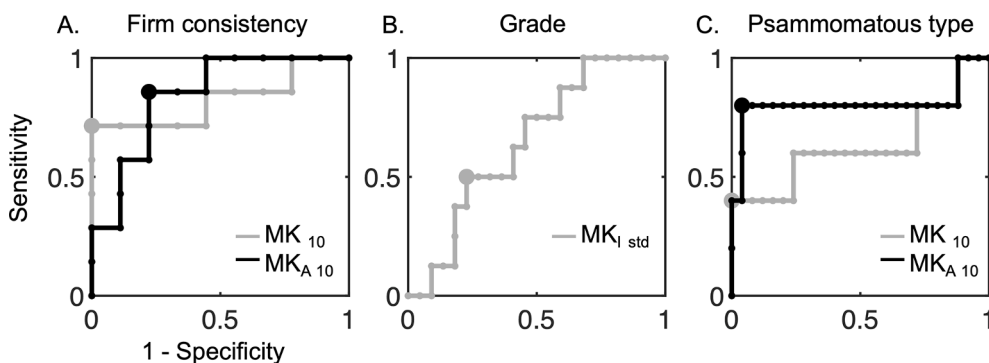 A. Firm consistency
B. Grade
C. Psammomatous type
Sensitivity
1
0.5
0
MK 10
MKA 10
0
0.5
1
1 - Specificity
1
0.5
0
MKI std
0
0.5
1
1
0.5
0
MK 10
MKA 10
0
0.5
1